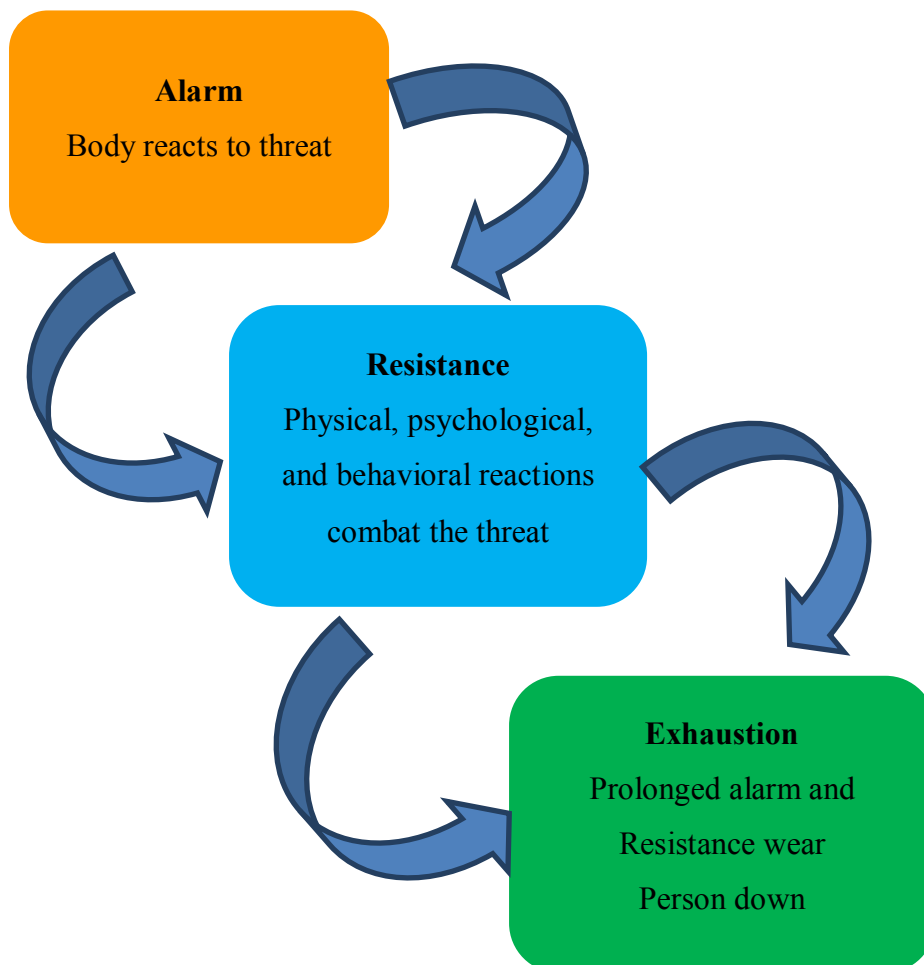 Alarm
Body reacts to threat
Resistance
Physical, psychological,
and behavioral reactions
combat the threat
Exhaustion
Prolonged alarm and
Resistance wear
Person down